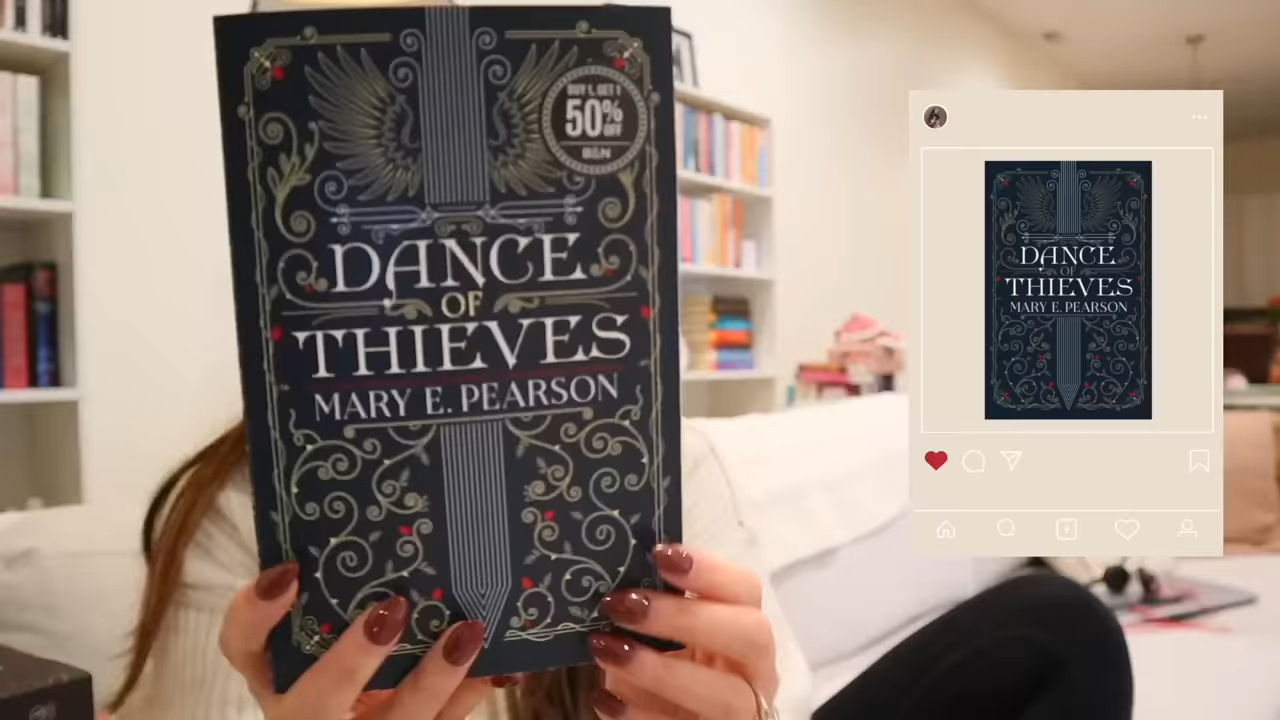 BUY 1, GET 1
50%
OFF
B&N
DANCE
OF
THIEVES
MARY E. PEARSON
DANCE
OF
THIEVES
MARY E. PEARSON